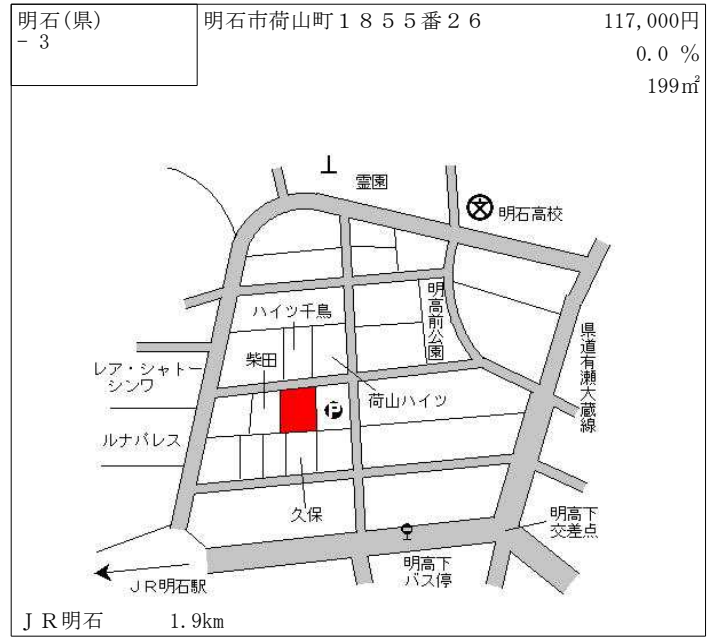 明石(県)
- 3
明石市荷山町1855番26
117,000円
0.0 %
199㎡
霊園
明石高校
ハイツ千鳥
明高前公園
県道有瀬大蔵線
レア・シャトー
シンワ
柴田
荷山ハイツ
P
ルナパレス
久保
明高下
交差点
明高下
バス停
JR明石駅
JR明石 1.9km